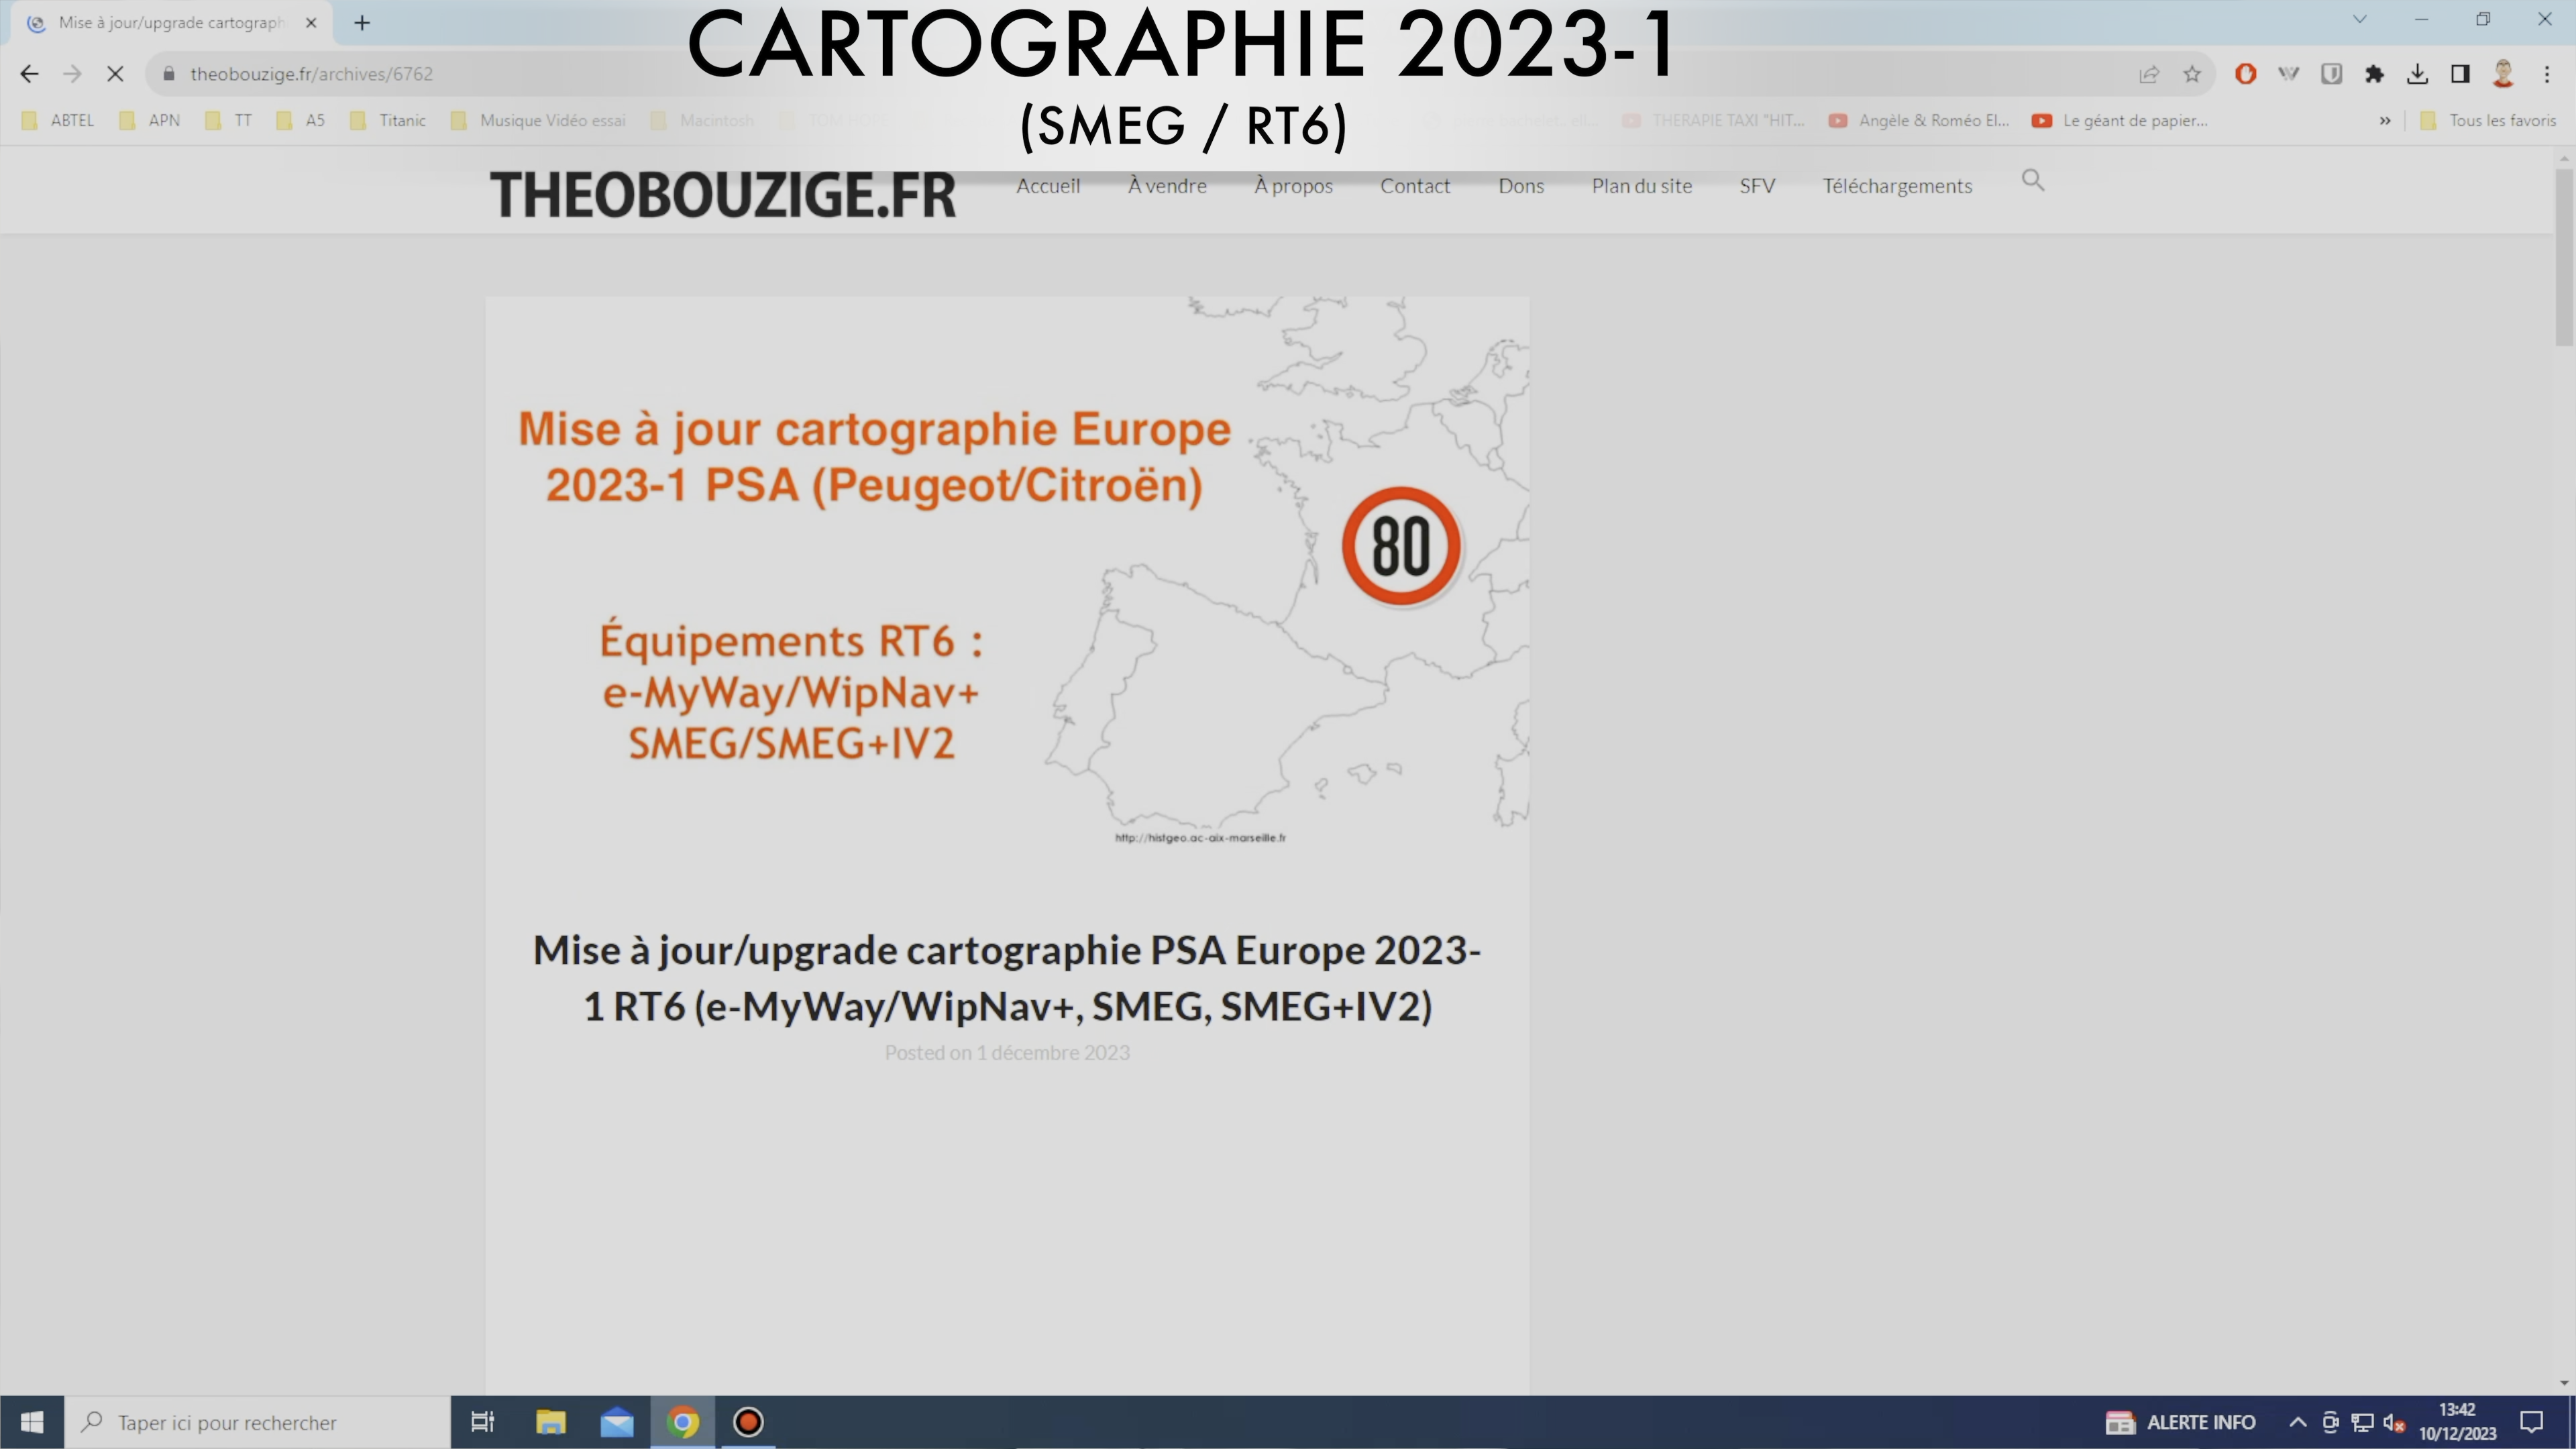 CARTOGRAPHIE 2023-1
(SMEG / RT6)
Mise à jour/upgrade cartograph
theobouzige.fr/archives/6762
ABTEL APN TT A5 Titanic Musique Vidéo essai Macintosh THERAPIE TAXI "HIT... Angèle & Roméo El... Le géant de papier... » Tous les favoris
THEOBOUZIGE.FR Accueil À vendre À propos Contact Dons Plan du site SFV Téléchargements
Mise à jour cartographie Europe
2023-1 PSA (Peugeot/Citroën)
80
Équipements RT6 :
e-MyWay/WipNav+
SMEG/SMEG+IV2
http://histgeo.ac-aix-marseille.fr
Mise à jour/upgrade cartographie PSA Europe 2023-
1 RT6 (e-MyWay/WipNav+, SMEG, SMEG+IV2)
Posted on 1 décembre 2023
Taper ici pour rechercher
ALERTE INFO
13:42
10/12/2023